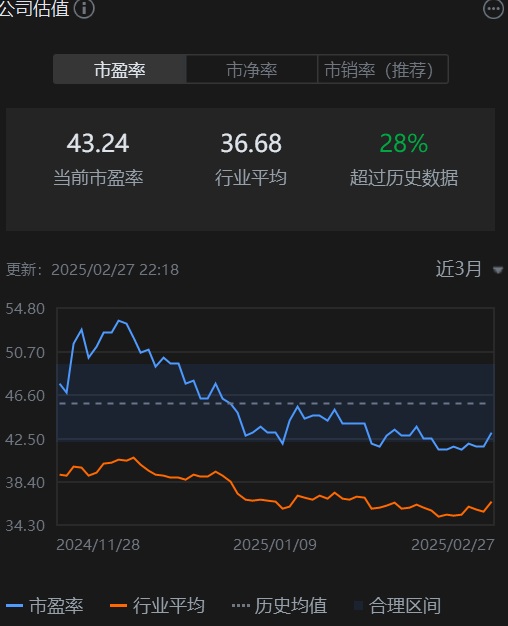 公司估值
市盈率 市净率 市销率（推荐）
43.24 36.68 28%
当前市盈率 行业平均 超过历史数据
更新：2025/02/27 22:18 近3月
54.80
50.70
46.60
42.50
38.40
34.30
2024/11/28 2025/01/09 2025/02/27
市盈率 行业平均 历史均值 合理区间